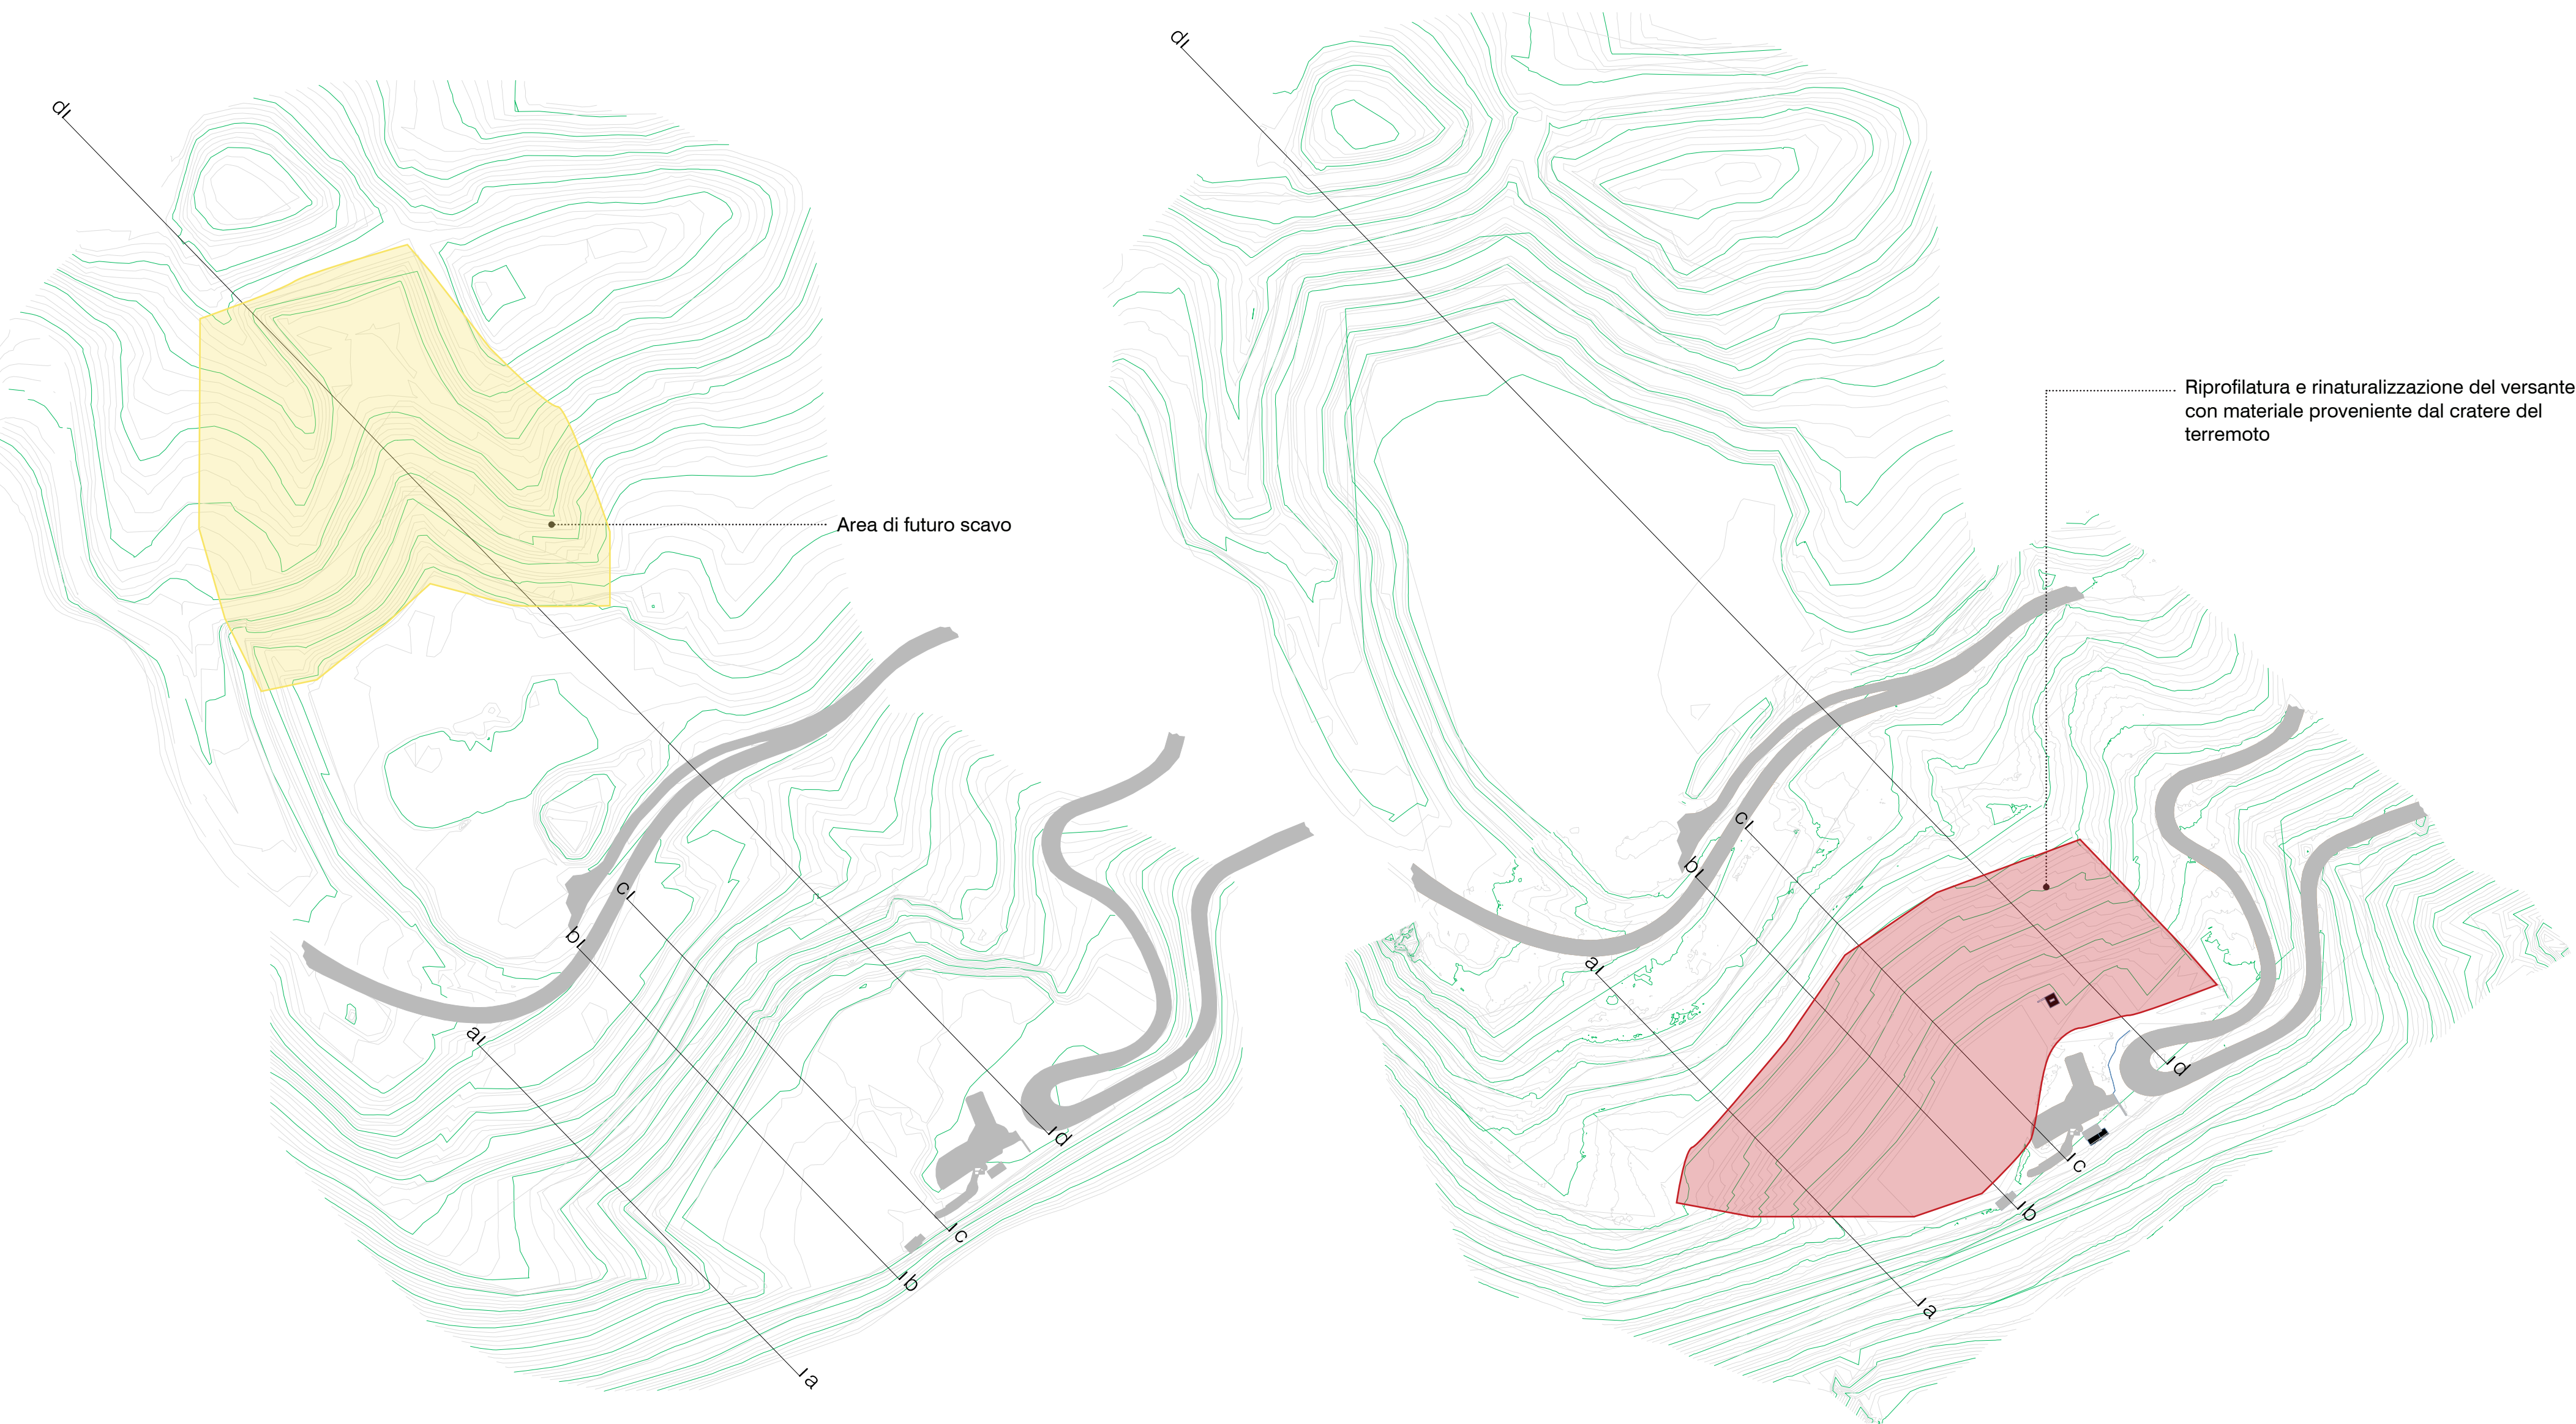 d
d
Riprofilatura e rinaturalizzazione del versante
con materiale proveniente dal cratere del
terremoto
Area di futuro scavo
c
b
c
b
a
a
d
d
c
b
c
b
a
a